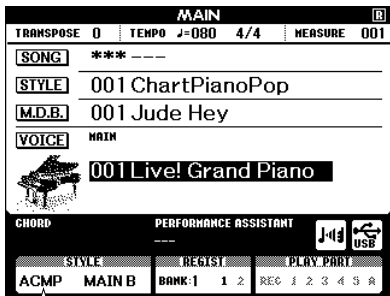 MAIN R
TRANSPOSE 0 TEMPO ♩=080 4/4 MEASURE 001
SONG ***---
STYLE 001 ChartPianoPop
M.D.B. 001 Jude Hey
VOICE MAIN
001 Live! Grand Piano
CHORD PERFORMANCE ASSISTANT
---
USB
STYLE REGIST PLAY PART
ACMP MAIN B BANK:1 1 2 REC 1 2 3 4 5 A